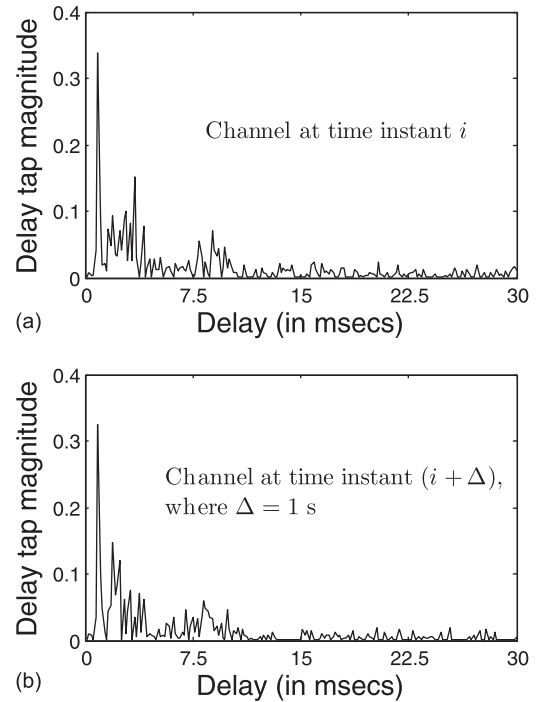 0.4
0.3
0.2
0.1
0
Delay tap magnitude
Channel at time instant i
0 7.5 15 22.5 30
(a) Delay (in msecs)
0.4
0.3
0.2
0.1
0
Delay tap magnitude
Channel at time instant (i + Δ),
where Δ = 1 s
0 7.5 15 22.5 30
(b) Delay (in msecs)